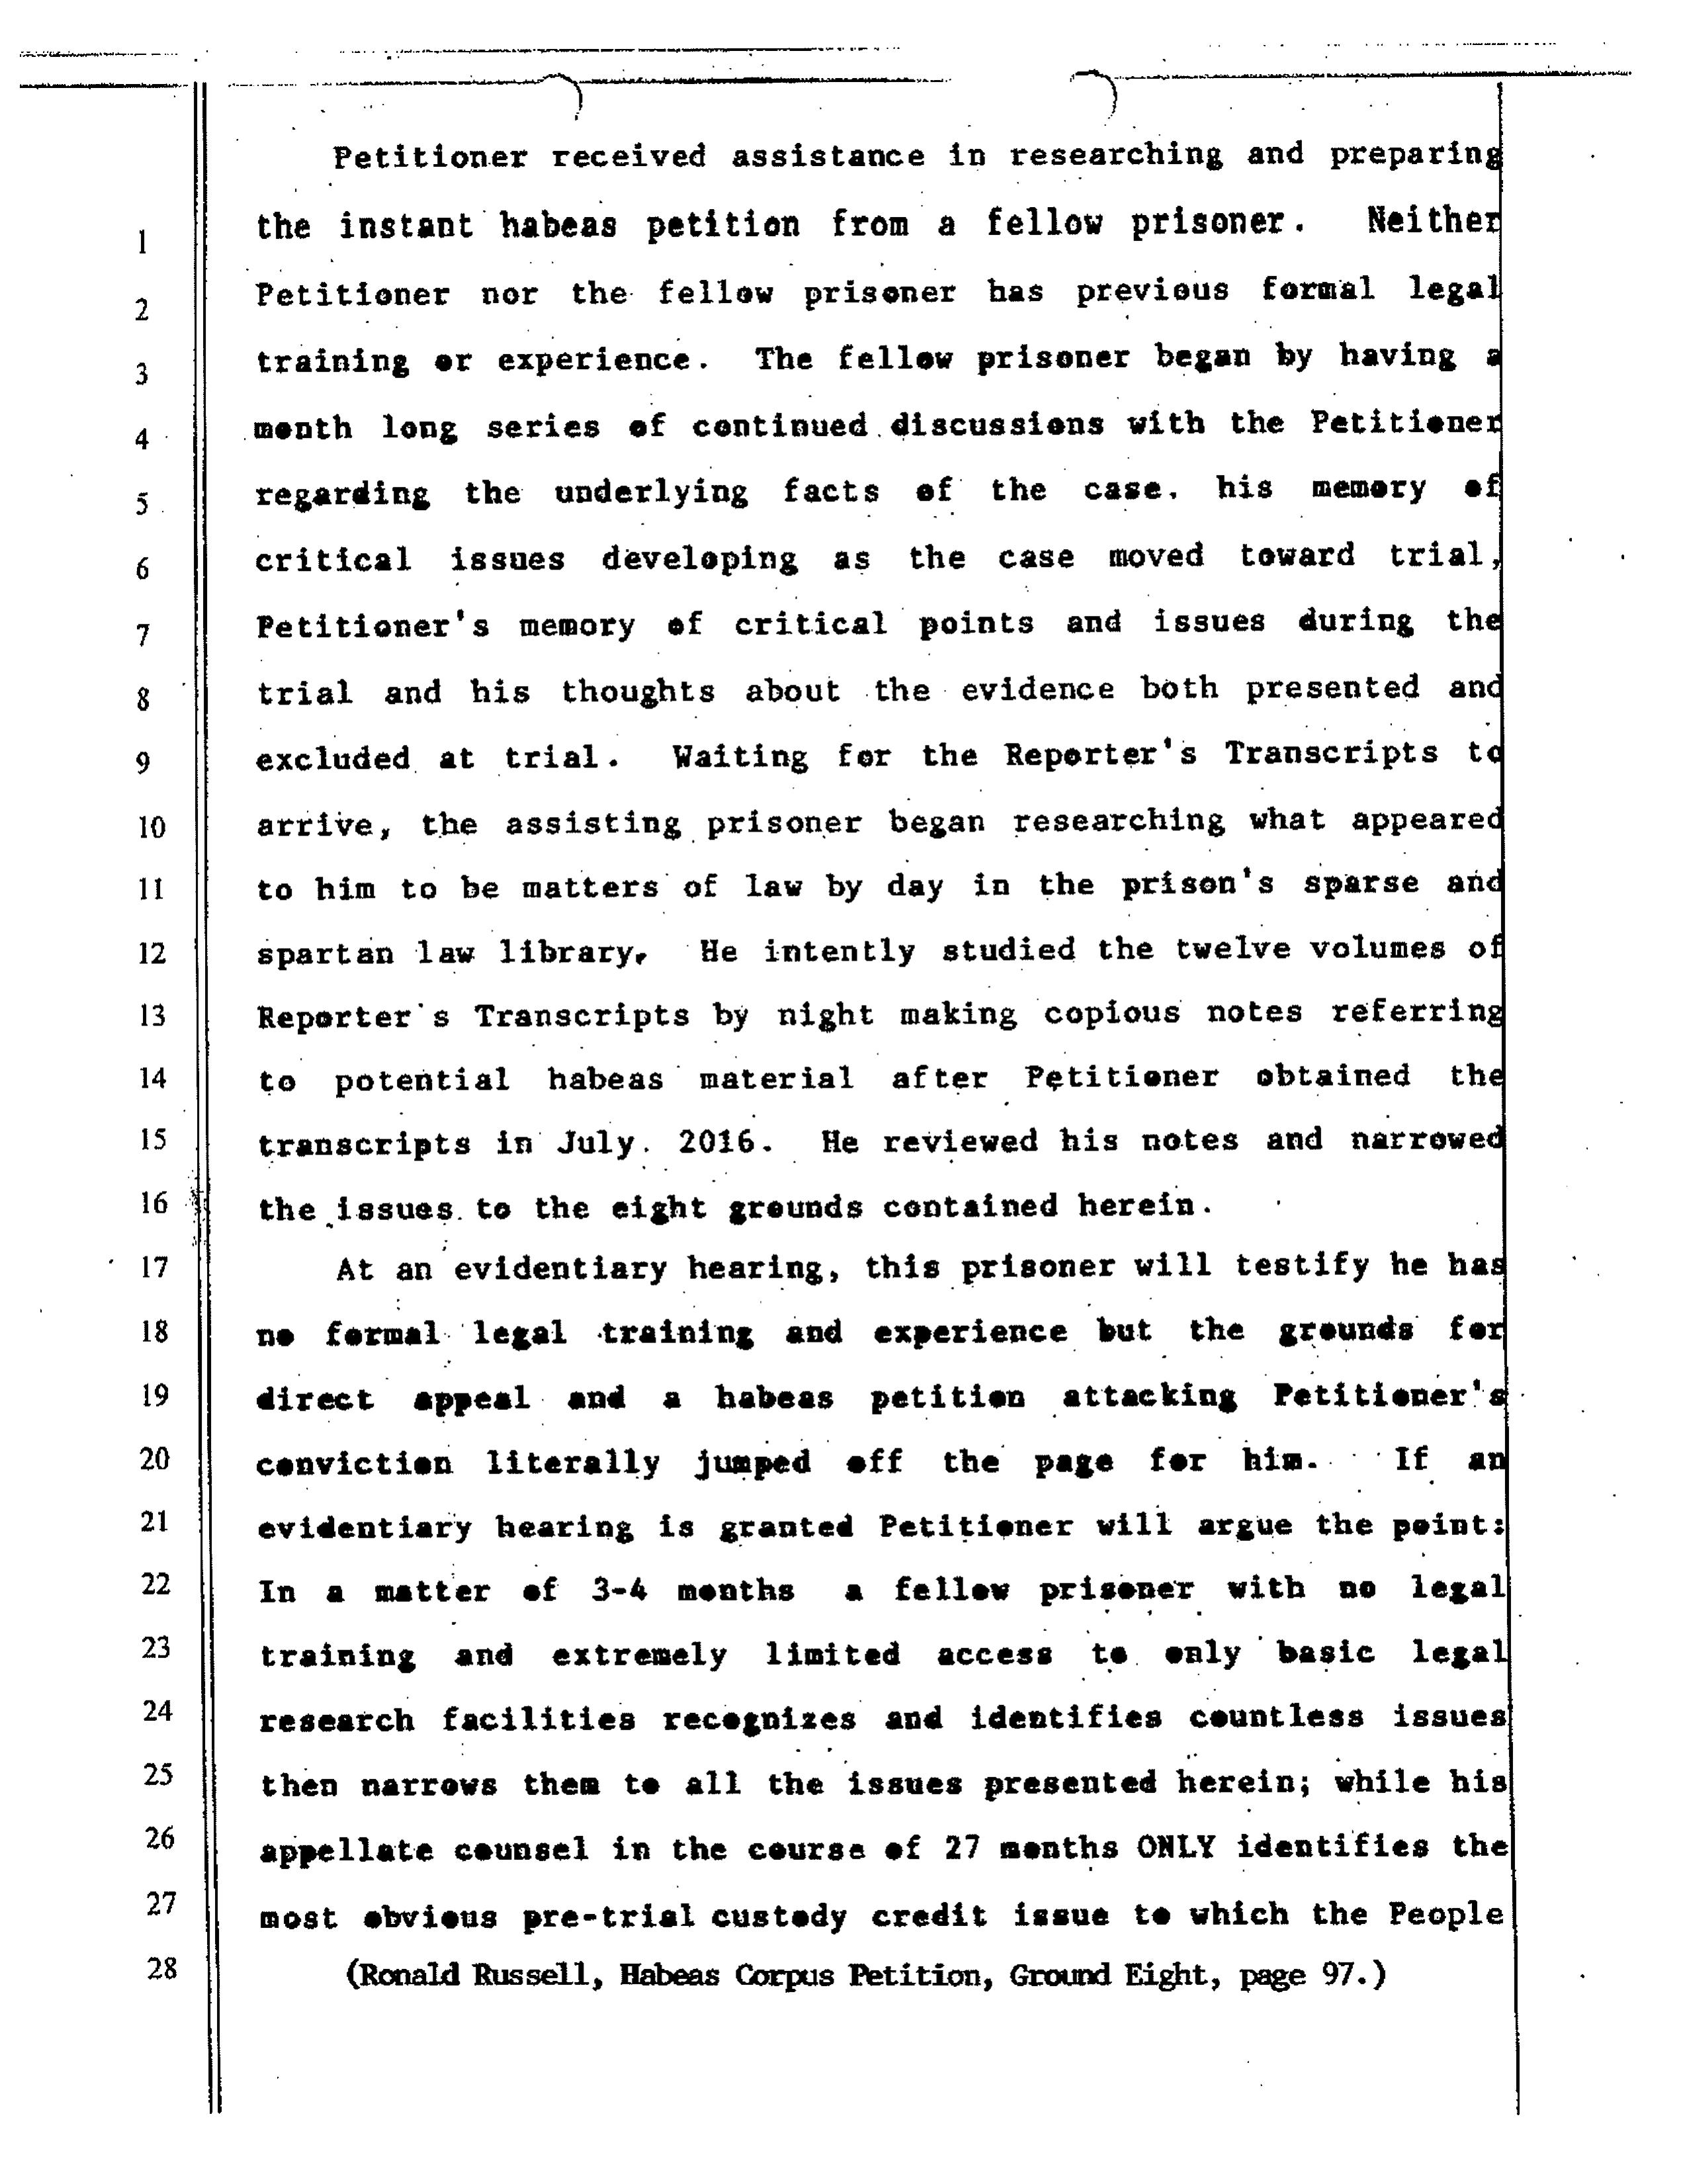 Petitioner received assistance in researching and preparing
1 the instant habeas petition from a fellow prisoner. Neither
2 Petitioner nor the fellow prisoner has previous formal legal
3 training or experience. The fellow prisoner began by having a
4 month long series of continued discussions with the Petitioner
5 regarding the underlying facts of the case. his memory of
6 critical issues developing as the case moved toward trial,
7 Petitioner's memory of critical points and issues during the
8 trial and his thoughts about the evidence both presented and
9 excluded at trial. Waiting for the Reporter's Transcripts to
10 arrive, the assisting prisoner began researching what appeared
11 to him to be matters of law by day in the prison's sparse and
12 spartan law library, He intently studied the twelve volumes of
13 Reporter's Transcripts by night making copious notes referring
14 to potential habeas material after Petitioner obtained the
15 transcripts in July. 2016. He reviewed his notes and narrowed
16 the issues to the eight grounds contained herein.
17 At an evidentiary hearing, this prisoner will testify he has
18 no formal legal training and experience but the grounds for
19 direct appeal and a habeas petition attacking Petitioner's
20 conviction literally jumped off the page for him. If an
21 evidentiary hearing is granted Petitioner will argue the point:
22 In a matter of 3-4 months a fellow prisoner with no legal
23 training and extremely limited access to only basic legal
24 research facilities recognizes and identifies countless issues
25 then narrows them to all the issues presented herein; while his
26 appellate counsel in the course of 27 months ONLY identifies the
27 most obvious pre-trial custody credit issue to which the People
28 (Ronald Russell, Habeas Corpus Petition, Ground Eight, page 97.)